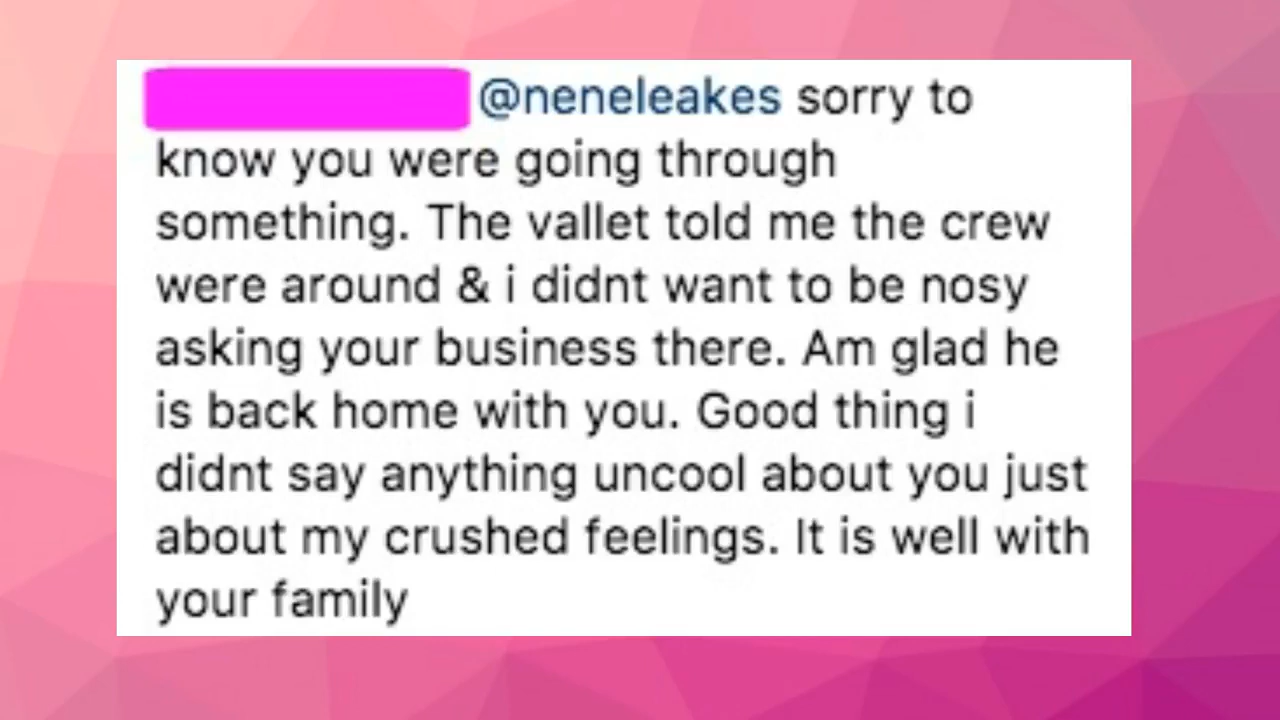 @neneleakes sorry to
know you were going through
something. The vallet told me the crew
were around & i didnt want to be nosy
asking your business there. Am glad he
is back home with you. Good thing i
didnt say anything uncool about you just
about my crushed feelings. It is well with
your family